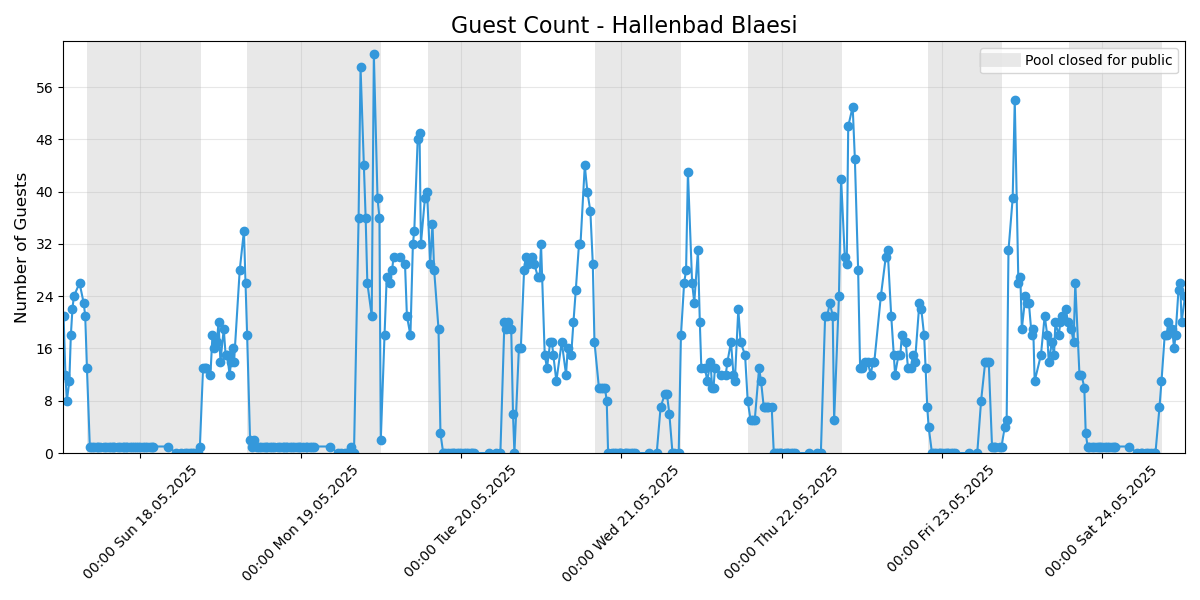 Guest Count - Hallenbad Blaesi
Pool closed for public
Number of Guests
56
48
40
32
24
16
8
0
00:00 Sun 18.05.2025
00:00 Mon 19.05.2025
00:00 Tue 20.05.2025
00:00 Wed 21.05.2025
00:00 Thu 22.05.2025
00:00 Fri 23.05.2025
00:00 Sat 24.05.2025